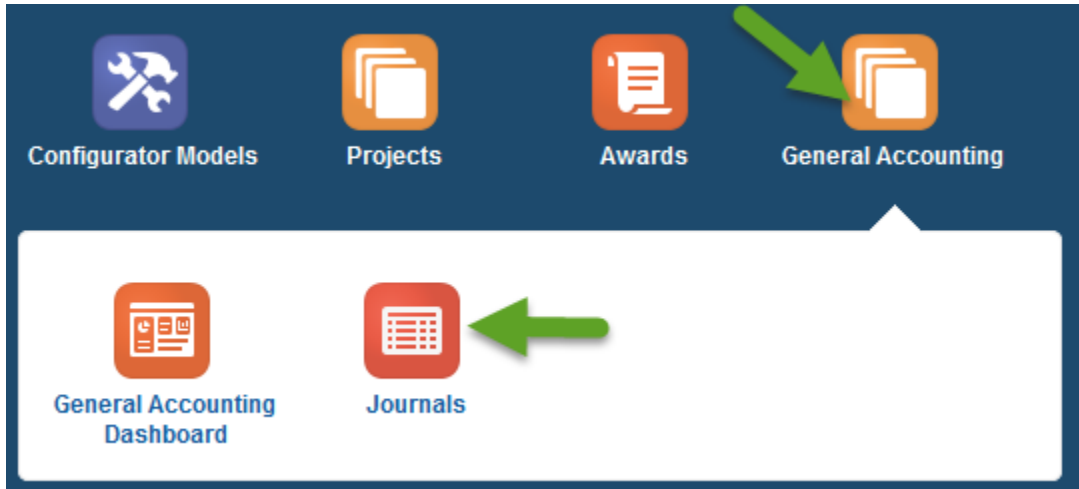 Configurator Models
Projects
Awards
General Accounting
General Accounting
Dashboard
Journals